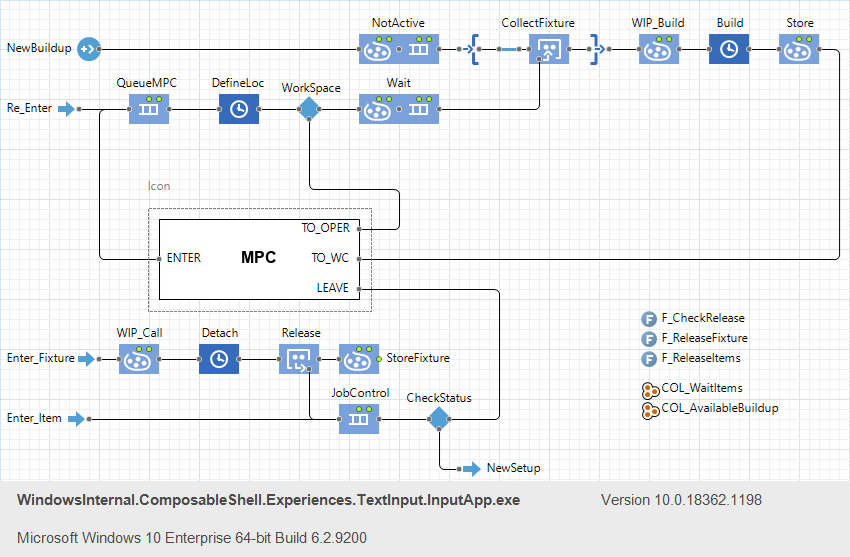 NotActive
CollectFixture
WIP_Build
Build
Store
NewBuildup
QueueMPC
DefineLoc
WorkSpace
Wait
Re_Enter
Icon
TO_OPER
ENTER
MPC
TO_WC
LEAVE
F_CheckRelease
F_ReleaseFixture
F_ReleaseItems
WIP_Call
Detach
Release
Enter_Fixture
StoreFixture
COL_WaitItems
COL_AvailableBuildup
JobControl
CheckStatus
Enter_Item
NewSetup
WindowsInternal.ComposableShell.Experiences.TextInput.InputApp.exe
Version 10.0.18362.1198
Microsoft Windows 10 Enterprise 64-bit Build 6.2.9200